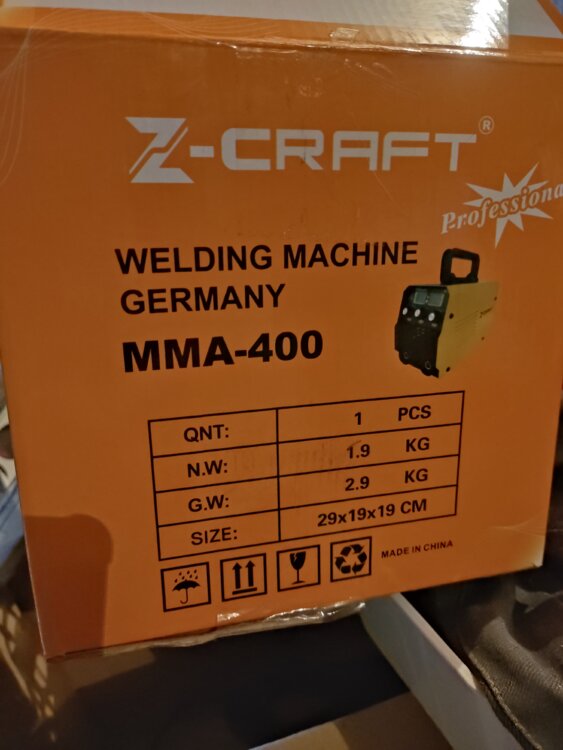 Z-CRAFT®
Professiona
WELDING MACHINE
GERMANY
MMA-400
QNT: 1 PCS
N.W: 1.9 KG
G.W: 2.9 KG
SIZE: 29x19x19 CM
MADE IN CHINA